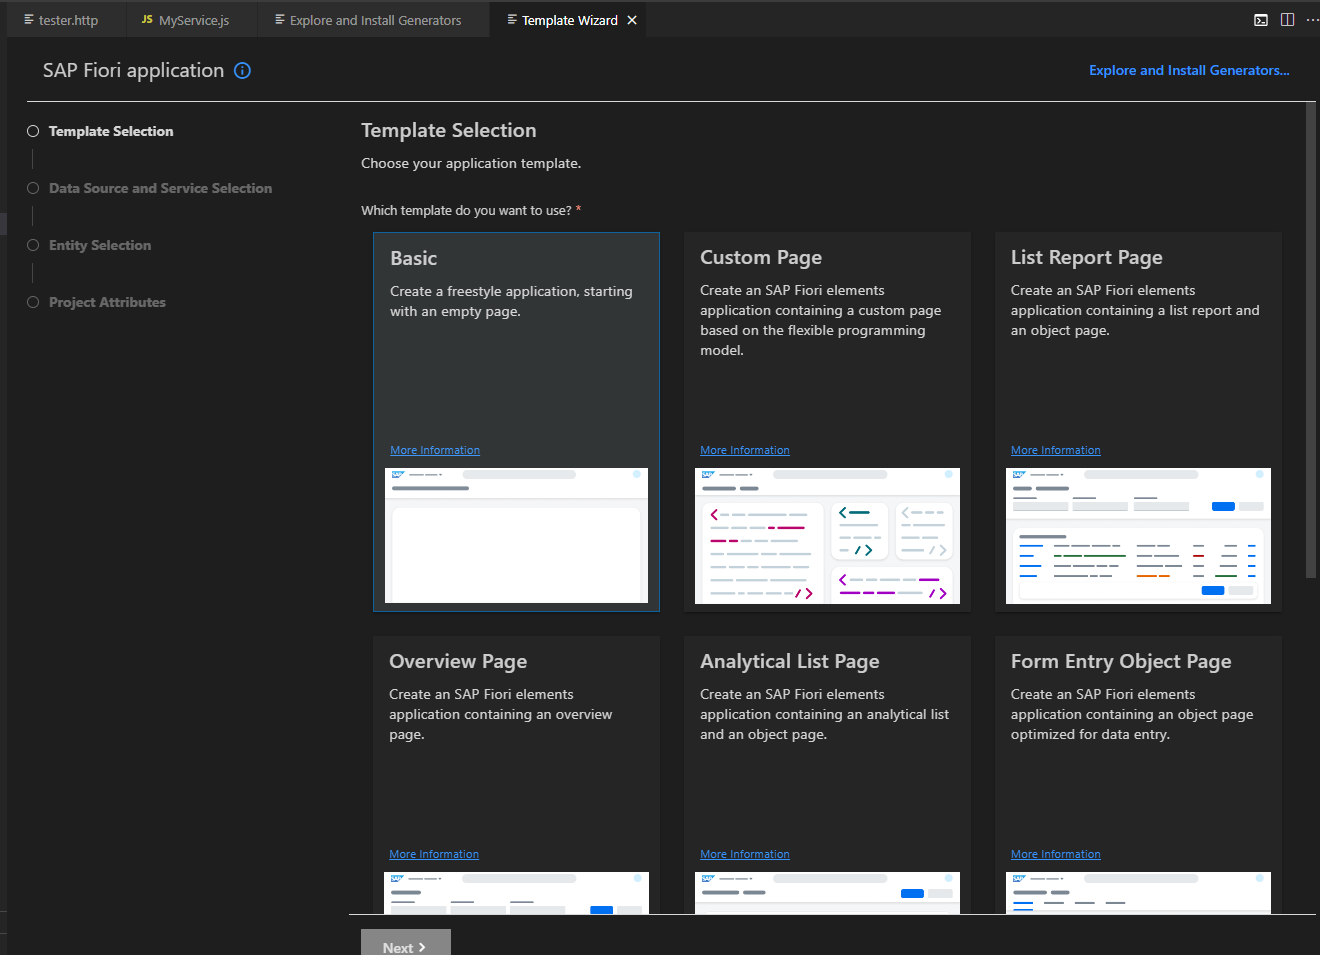 tester.http
JS MyService.js
Explore and Install Generators
Template Wizard
SAP Fiori application
Explore and Install Generators...
Template Selection
Data Source and Service Selection
Entity Selection
Project Attributes
Template Selection
Choose your application template.
Which template do you want to use? *
Basic
Create a freestyle application, starting
with an empty page.
More Information
SAP
Custom Page
Create an SAP Fiori elements
application containing a custom page
based on the flexible programming
model.
More Information
SAP
List Report Page
Create an SAP Fiori elements
application containing a list report and
an object page.
More Information
SAP
Overview Page
Create an SAP Fiori elements
application containing an overview
page.
More Information
SAP
Analytical List Page
Create an SAP Fiori elements
application containing an analytical list
and an object page.
More Information
SAP
Form Entry Object Page
Create an SAP Fiori elements
application containing an object page
optimized for data entry.
More Information
SAP
Next